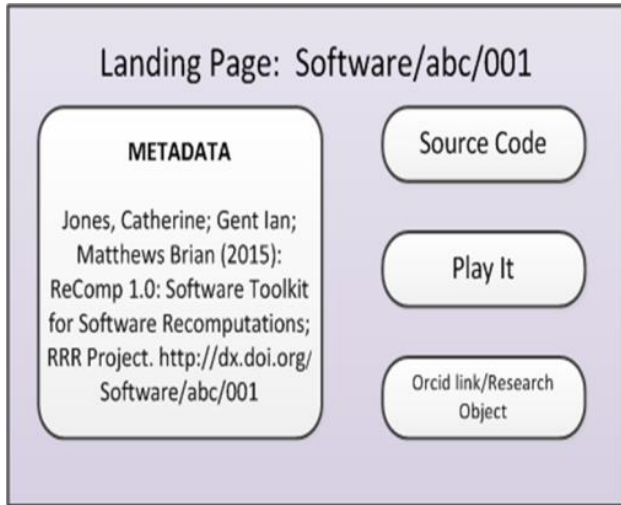 Landing Page:  Software/abc/001
METADATA
Jones, Catherine; Gent Ian;
Matthews Brian (2015):
ReComp 1.0: Software Toolkit
for Software Recomputations;
RRR Project. http://dx.doi.org/
Software/abc/001
Source Code
Play It
Orcid link/Research
Object